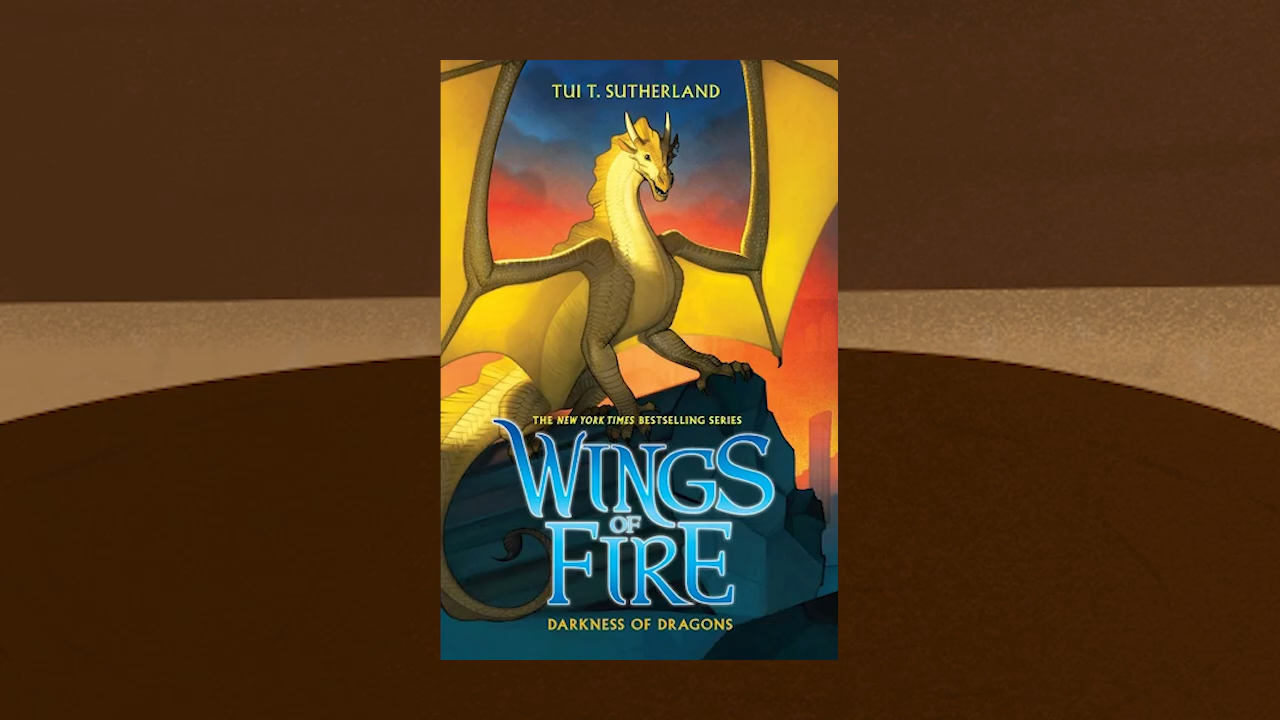 TUI T. SUTHERLAND
THE NEW YORK TIMES BESTSELLING SERIES
WINGS
OF
FIRE
DARKNESS OF DRAGONS